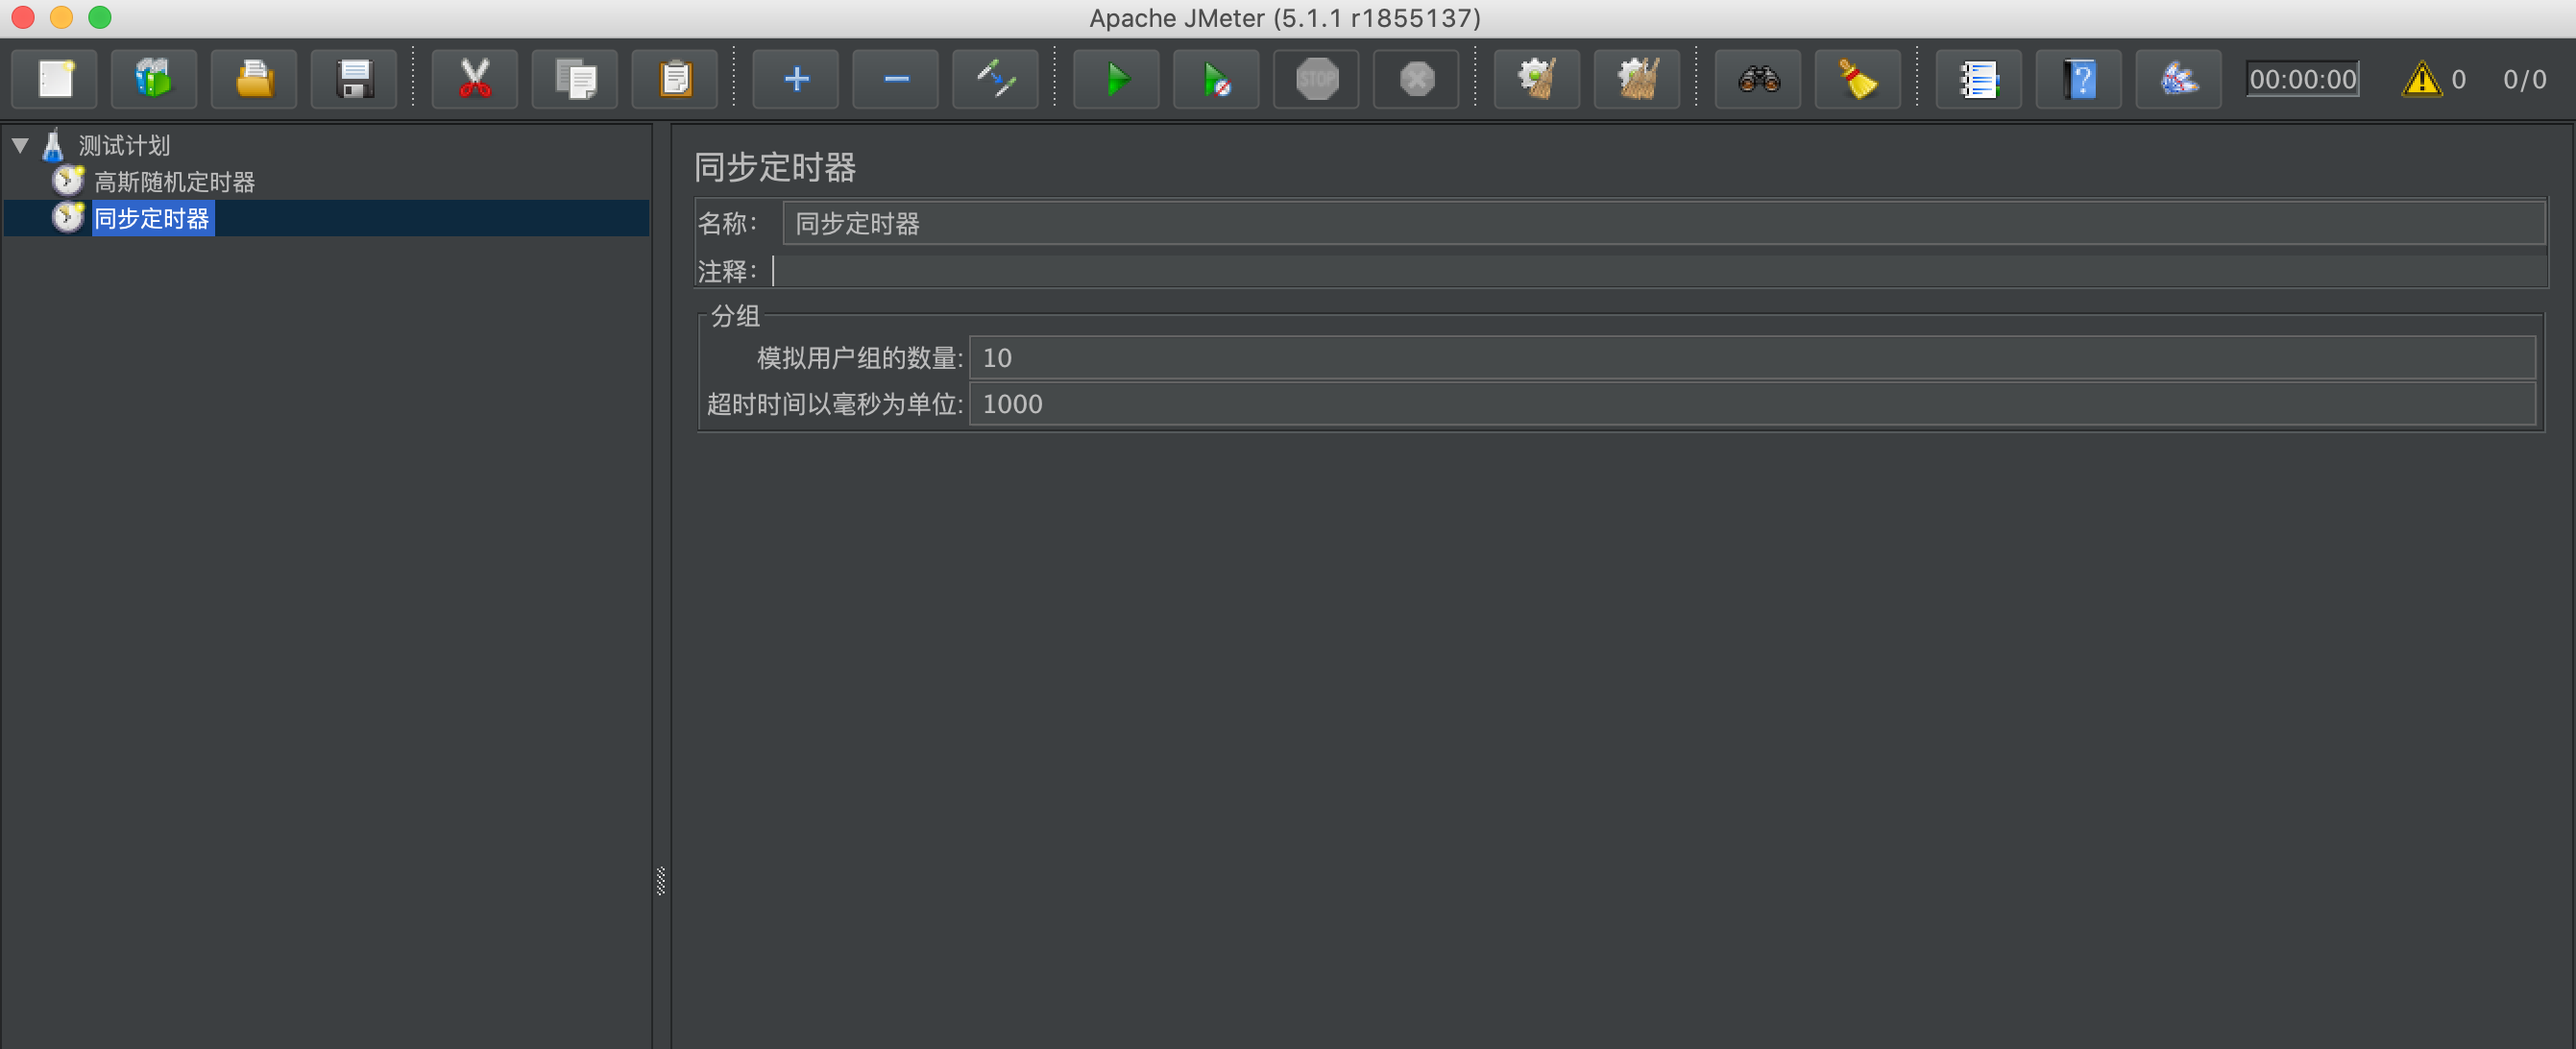 Apache JMeter (5.1.1 r1855137)
STOP
00:00:00
0
0/0
测试计划
高斯随机定时器
同步定时器
同步定时器
名称： 同步定时器
注释：
分组
模拟用户组的数量: 10
超时时间以毫秒为单位: 1000